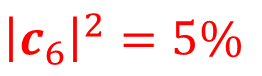 |c₆|² = 5%